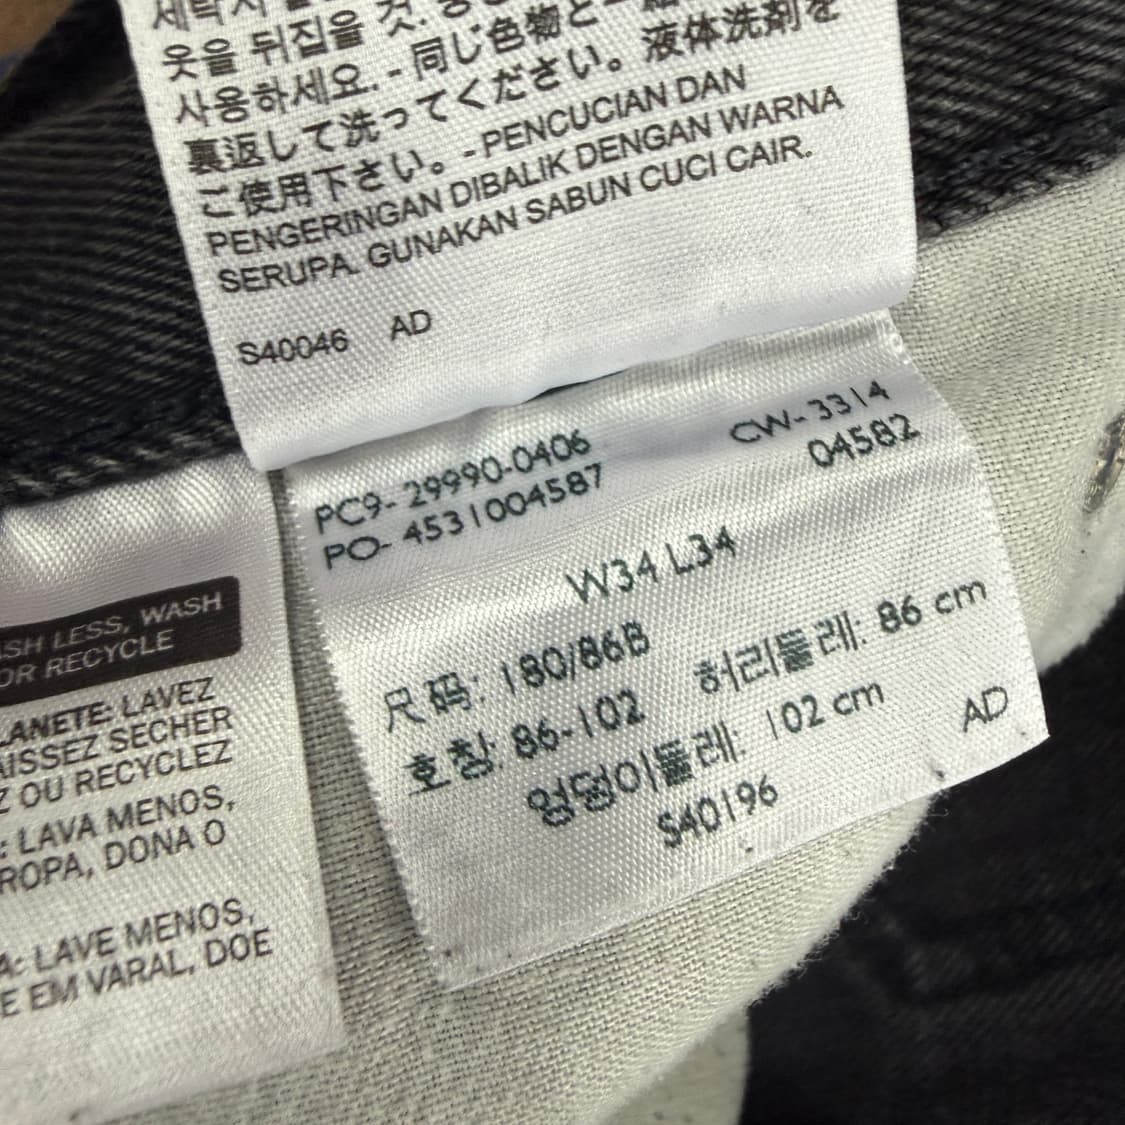 옷을 뒤집을 것.
사용하세요. - 同じ色物と一緒
裏返して洗ってください。液体洗剤を
ご使用下さい。- PENCUCIAN DAN
PENGERINGAN DIBALIK DENGAN WARNA
SERUPA. GUNAKAN SABUN CUCI CAIR.
S40046 AD
PC9- 29990-0406 CW- 3314
PO- 4531004587 04582
W34 L34
尺码: 180/86B 허리둘레: 86 cm
호칭: 86-102 엉덩이둘레: 102 cm
S40196 AD
LESS, WASH
OR RECYCLE
LAVEZ
SECHER
OU RECYCLEZ
: LAVA MENOS,
ROPA, DONA O
: LAVE MENOS,
E EM VARAL, DOE